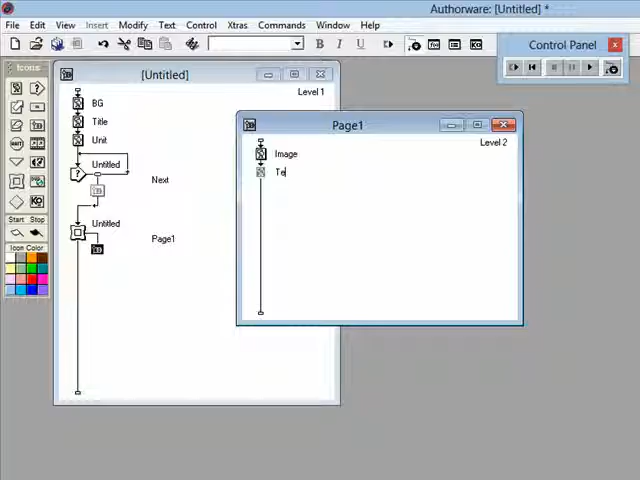 Authorware: [Untitled] *
File Edit View Insert Modify Text Control Xtras Commands Window Help
B I U
Control Panel
Icons
[Untitled]
Level 1
BG
Title
Unit
Untitled
Next
Untitled
Page1
Page1
Level 2
Image
Te
WAIT
Start Stop
Icon Color